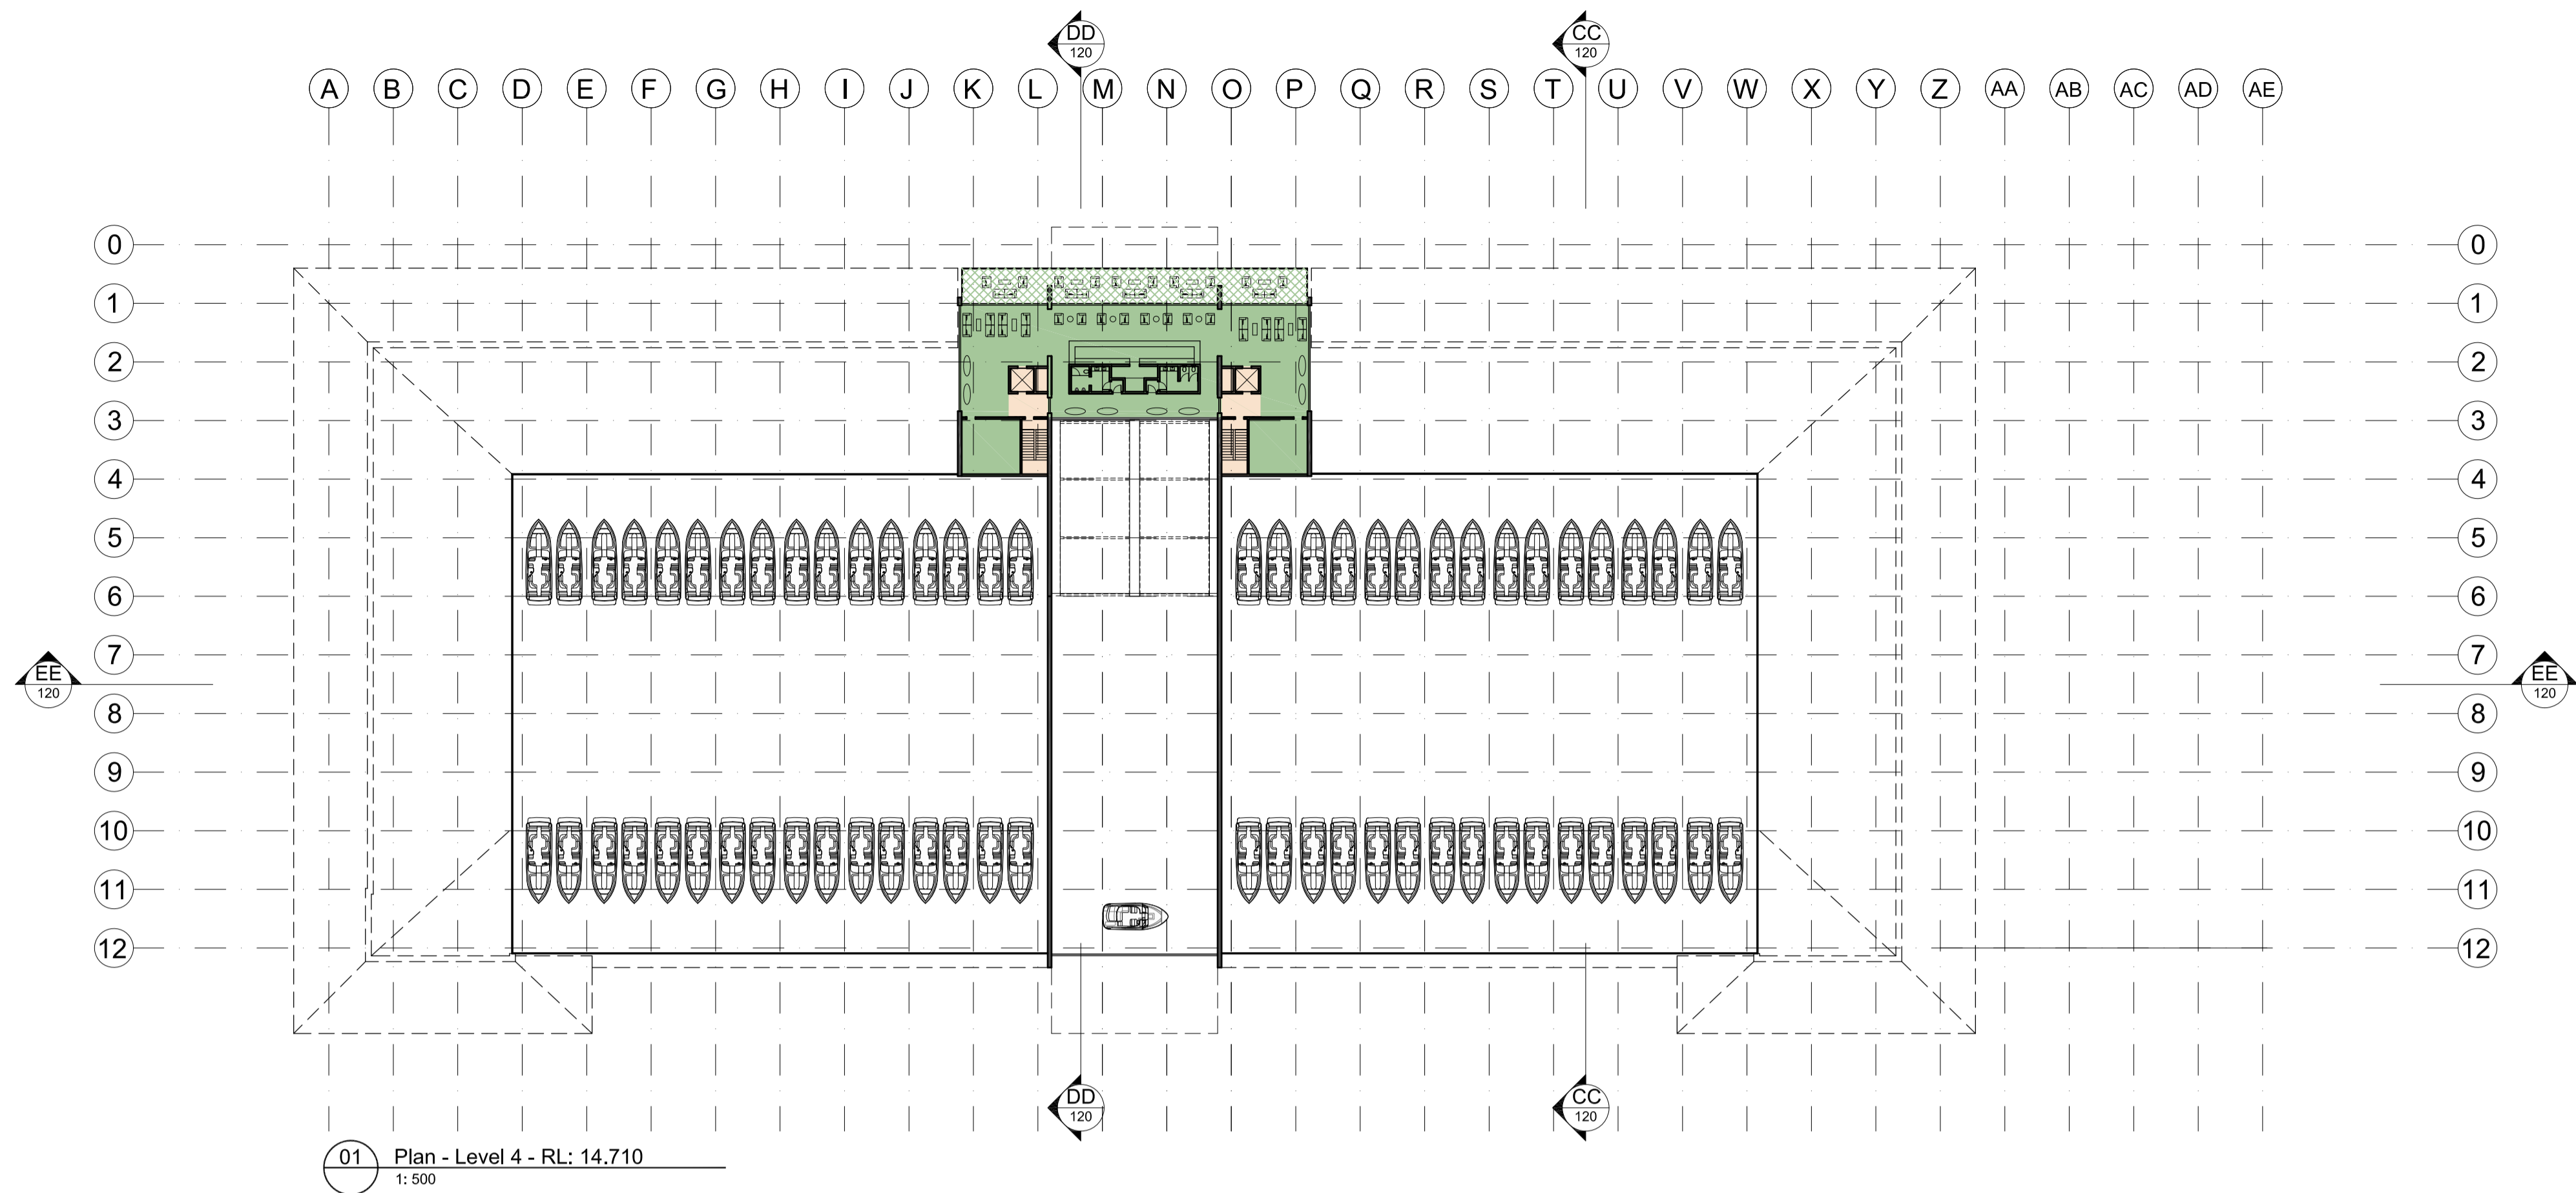 DD
120
CC
120
A B C D E F G H I J K L M N O P Q R S T U V W X Y Z AA AB AC AD AE
0 0
1 1
2 2
3 3
4 4
5 5
6 6
7 7
EE EE
120 120
8 8
9 9
10 10
11 11
12 12
DD
120
CC
120
01 Plan - Level 4 - RL: 14.710
1: 500